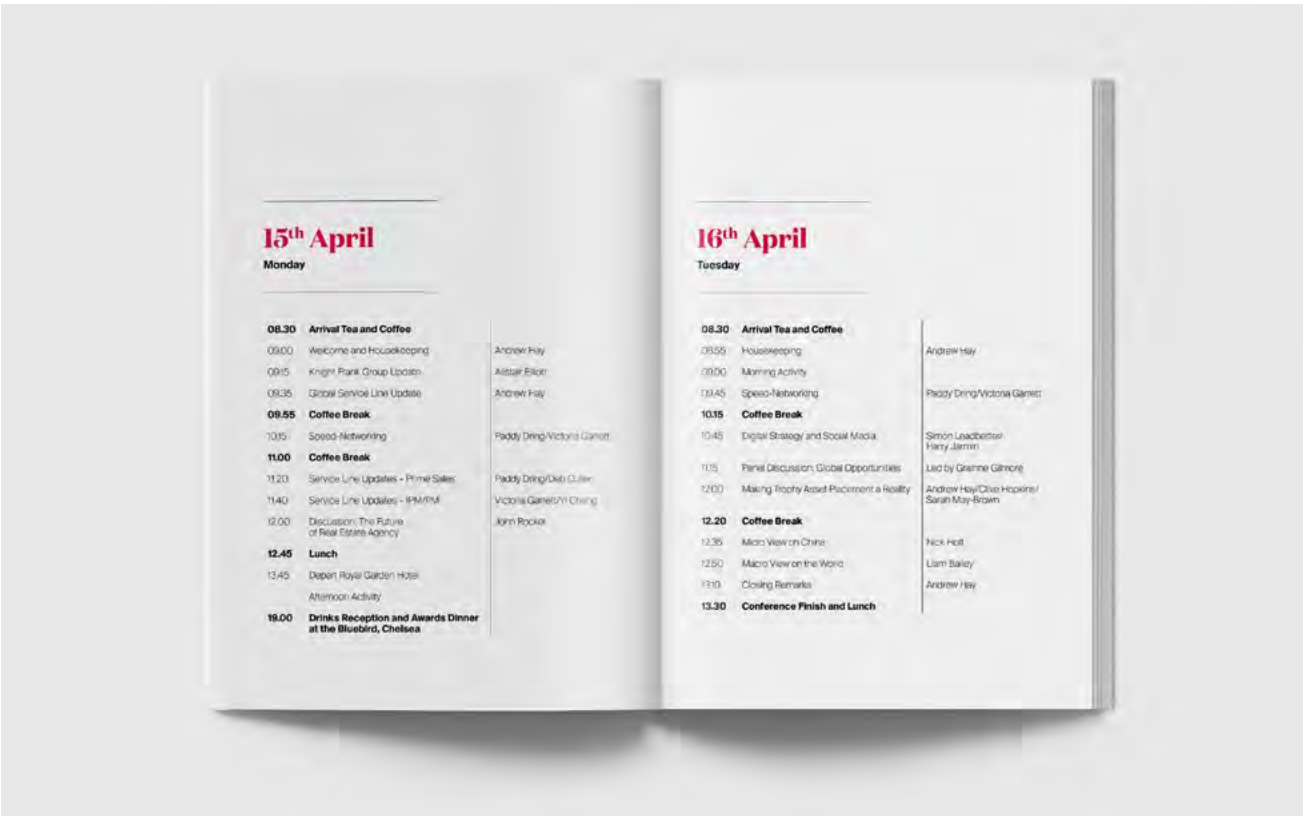 15th April
Monday
08.30 Arrival Tea and Coffee
09.00 Welcome and Housekeeping Andrew Hay
09.15 Knight Frank Group Update Alistair Elliott
09.35 Global Service Line Update Andrew Hay
09.55 Coffee Break
10.15 Speed-Networking Paddy Dring/Victoria Garrett
11.00 Coffee Break
11.20 Service Line Updates - Prime Sales Paddy Dring/Deb
11.40 Service Line Updates - IPM/PM Victoria Garrett/Yi Cheng
12.00 Discussion: The Future John Rockel
of Real Estate Agency
12.45 Lunch
13.45 Depart Royal Garden Hotel
Afternoon Activity
19.00 Drinks Reception and Awards Dinner
at the Bluebird, Chelsea
16th April
Tuesday
08.30 Arrival Tea and Coffee
08.55 Housekeeping Andrew Hay
09.00 Morning Activity
09.45 Speed-Networking Paddy Dring/Victoria Garrett
10.15 Coffee Break
10.45 Digital Strategy and Social Media Simon Leadbetter/
Harry Jarman
11.15 Panel Discussion: Global Opportunities Led by Grainne Gilmore
12.00 Making Trophy Asset Placement a Reality Andrew Hay/Clive Hopkins/
Sarah May-Brown
12.20 Coffee Break
12.35 Micro View on China Nick Holt
12.50 Macro View on the World Liam Bailey
13.10 Closing Remarks Andrew Hay
13.30 Conference Finish and Lunch